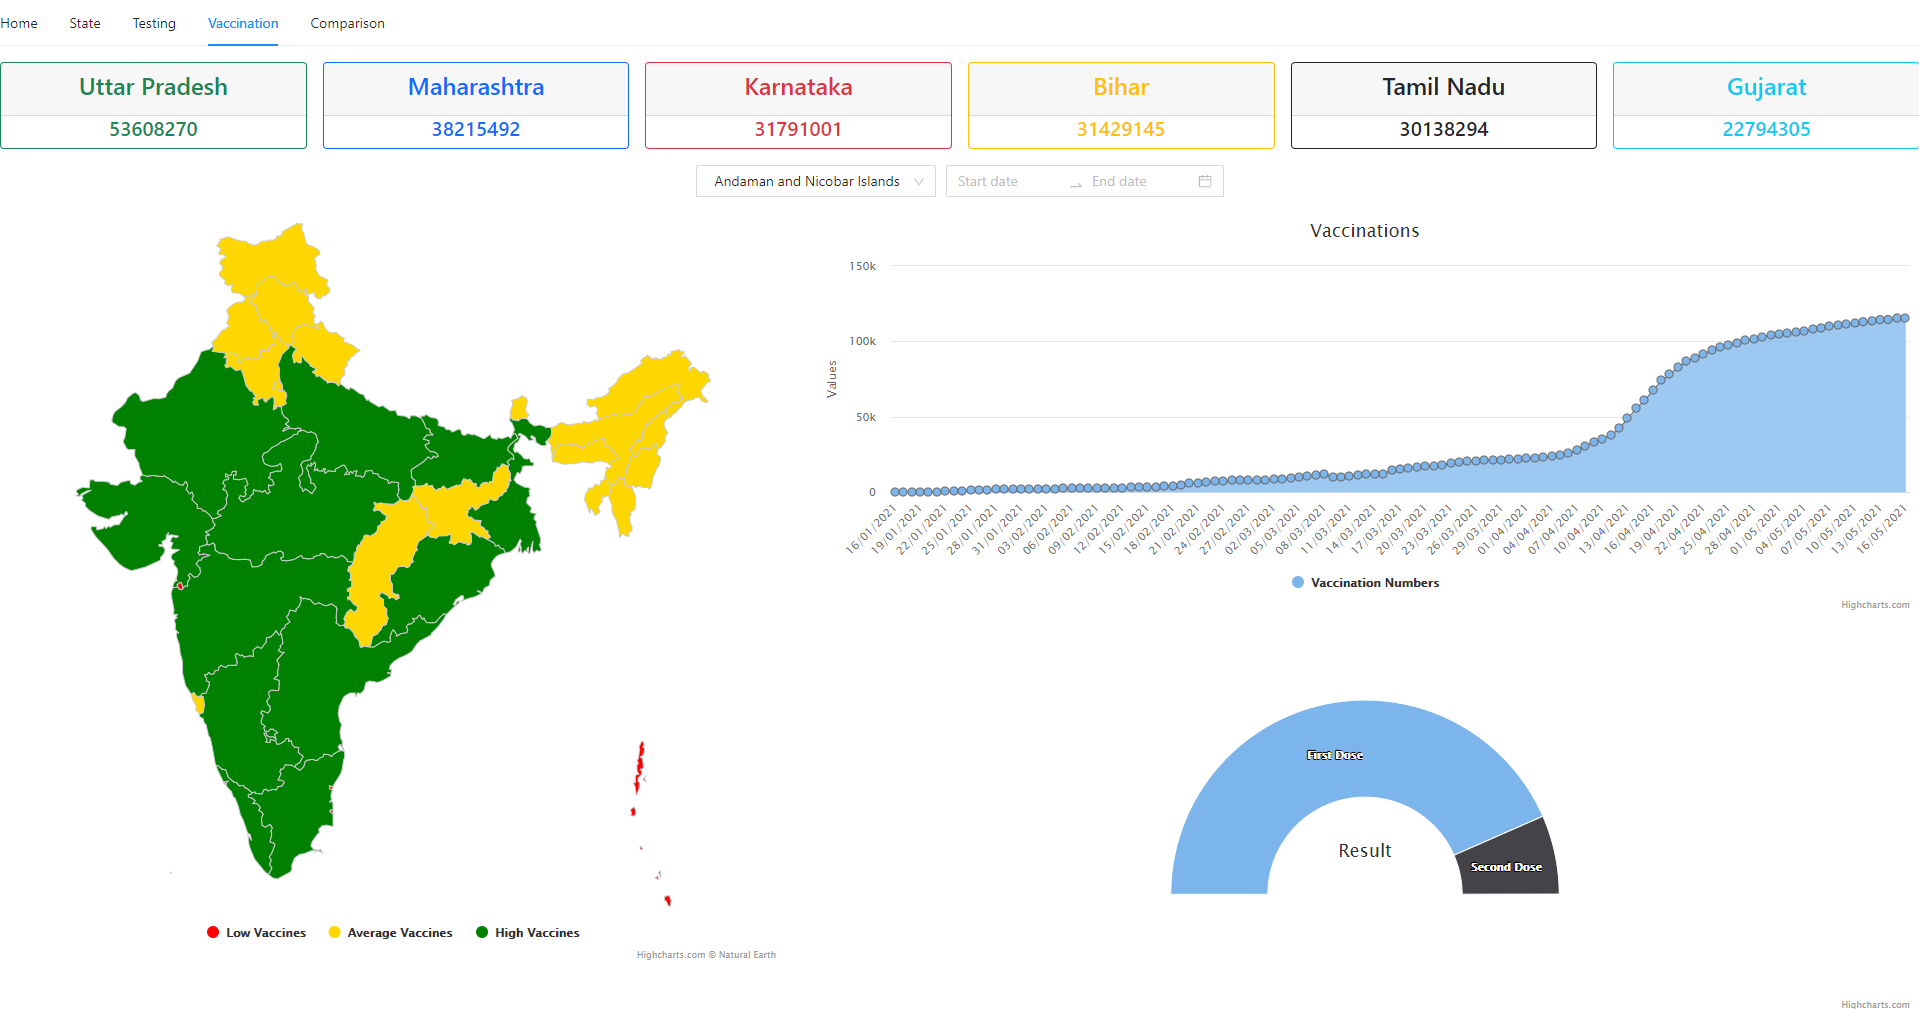 Home State Testing Vaccination Comparison
Uttar Pradesh Maharashtra Karnataka Bihar Tamil Nadu Gujarat
53608270 38215492 31791001 31429145 30138294 22794305
Andaman and Nicobar Islands Start date End date
Vaccinations
150k
100k
Values
50k
0
16/01/2021 19/01/2021 22/01/2021 25/01/2021 28/01/2021 31/01/2021 03/02/2021 06/02/2021 09/02/2021 12/02/2021 15/02/2021 18/02/2021 21/02/2021 24/02/2021 27/02/2021 02/03/2021 05/03/2021 08/03/2021 11/03/2021 14/03/2021 17/03/2021 20/03/2021 23/03/2021 26/03/2021 29/03/2021 01/04/2021 04/04/2021 07/04/2021 10/04/2021 13/04/2021 16/04/2021 19/04/2021 22/04/2021 25/04/2021 28/04/2021 01/05/2021 04/05/2021 07/05/2021 10/05/2021 13/05/2021 16/05/2021
Vaccination Numbers
Highcharts.com
First Dose
Result
Second Dose
Low Vaccines Average Vaccines High Vaccines
Highcharts.com © Natural Earth
Highcharts.com